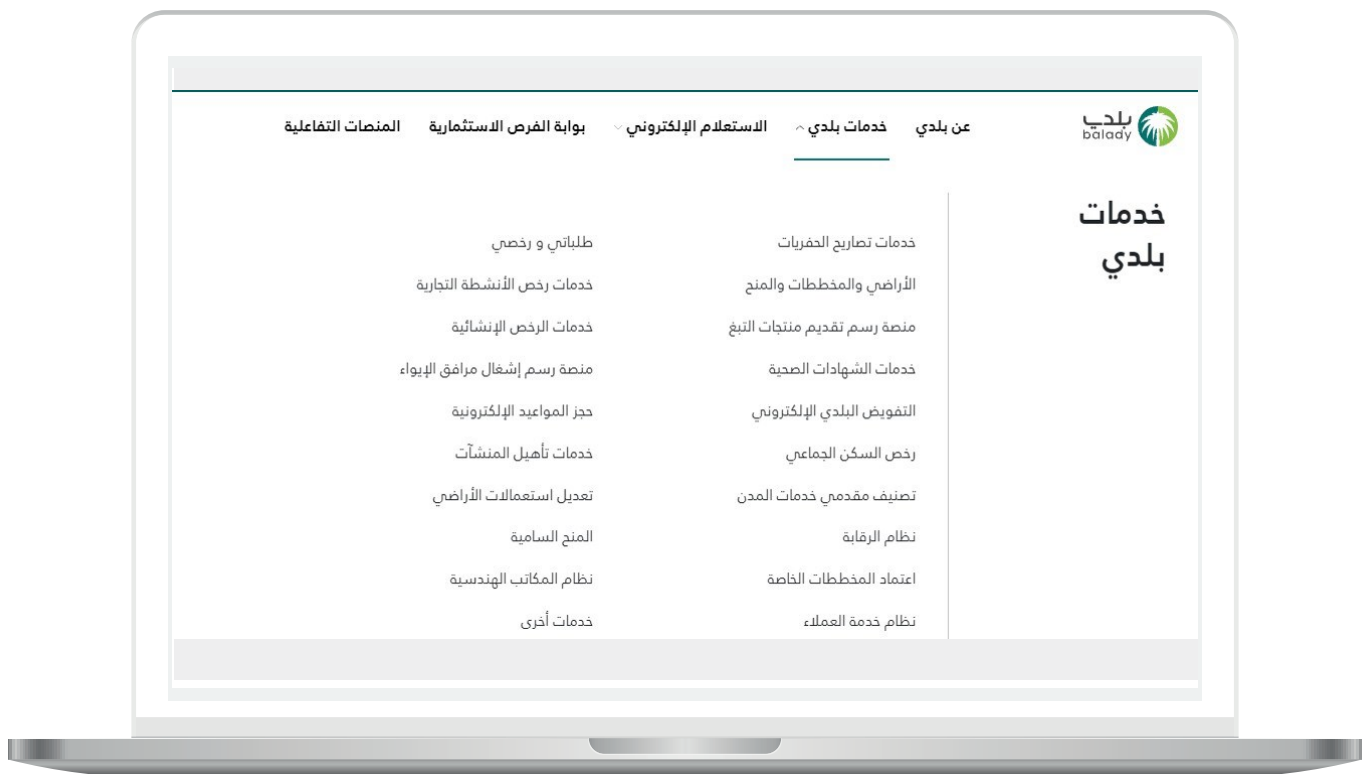 بلدي
balady
عن بلدي
خدمات بلدي
الاستعلام الإلكتروني
بوابة الفرص الاستثمارية
المنصات التفاعلية
خدمات
بلدي
خدمات تصاريح الحفريات
الأراضي والمخططات والمنح
منصة رسم تقديم منتجات التبغ
خدمات الشهادات الصحية
التفويض البلدي الإلكتروني
رخص السكن الجماعي
تصنيف مقدمي خدمات المدن
نظام الرقابة
اعتماد المخططات الخاصة
نظام خدمة العملاء
طلباتي و رخصي
خدمات رخص الأنشطة التجارية
خدمات الرخص الإنشائية
منصة رسم إشغال مرافق الإيواء
حجز المواعيد الإلكترونية
خدمات تأهيل المنشآت
تعديل استعمالات الأراضي
المنح السامية
نظام المكاتب الهندسية
خدمات أخرى